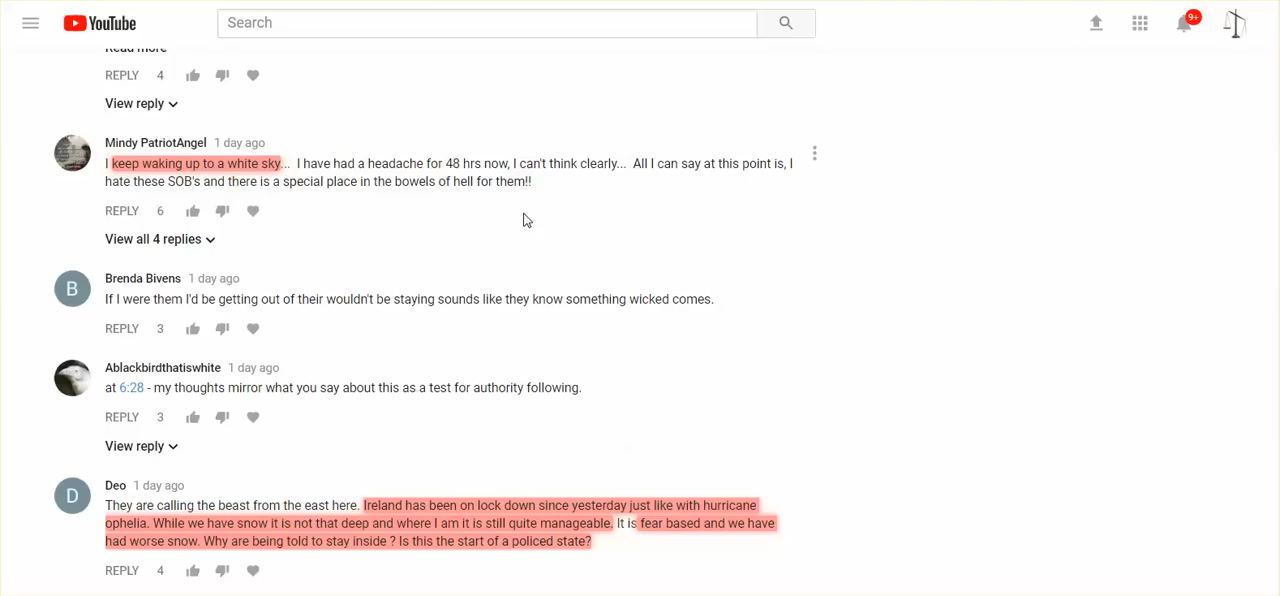 YouTube
Search
9+
Read more
REPLY 4
View reply
Mindy PatriotAngel 1 day ago
I keep waking up to a white sky... I have had a headache for 48 hrs now, I can't think clearly... All I can say at this point is, I
hate these SOB's and there is a special place in the bowels of hell for them!!
REPLY 6
View all 4 replies
B
Brenda Bivens 1 day ago
If I were them I'd be getting out of their wouldn't be staying sounds like they know something wicked comes.
REPLY 3
Ablackbirdthatiswhite 1 day ago
at 6:28 - my thoughts mirror what you say about this as a test for authority following.
REPLY 3
View reply
D
Deo 1 day ago
They are calling the beast from the east here. Ireland has been on lock down since yesterday just like with hurricane
ophelia. While we have snow it is not that deep and where I am it is still quite manageable. It is fear based and we have
had worse snow. Why are being told to stay inside ? Is this the start of a policed state?
REPLY 4